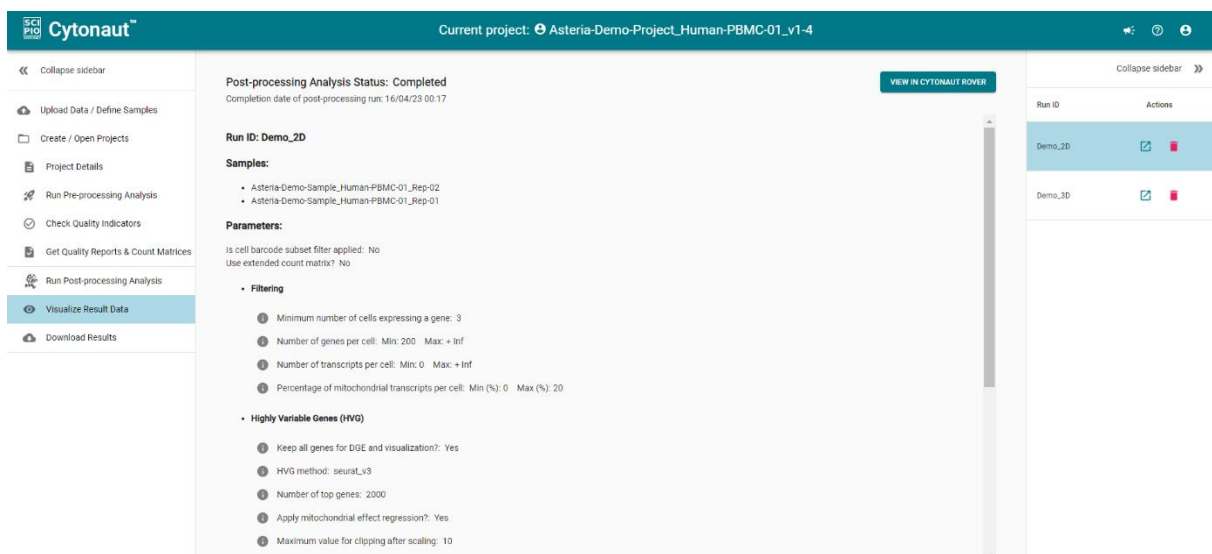 SCI
PIO
Cytonaut™
Current project: Asteria-Demo-Project_Human-PBMC-01_v1-4
Collapse sidebar
Upload Data / Define Samples
Create / Open Projects
Project Details
Run Pre-processing Analysis
Check Quality Indicators
Get Quality Reports & Count Matrices
Run Post-processing Analysis
Visualize Result Data
Download Results
Post-processing Analysis Status: Completed
VIEW IN CYTONAUT ROVER
Completion date of post-processing run: 16/04/23 00:17
Run ID: Demo_2D
Samples:
• Asteria-Demo-Sample_Human-PBMC-01_Rep-02
• Asteria-Demo-Sample_Human-PBMC-01_Rep-01
Parameters:
Is cell barcode subset filter applied: No
Use extended count matrix? No
• Filtering
Minimum number of cells expressing a gene: 3
Number of genes per cell: Min: 200 Max: + Inf
Number of transcripts per cell: Min: 0 Max: + Inf
Percentage of mitochondrial transcripts per cell: Min (%): 0 Max (%): 20
• Highly Variable Genes (HVG)
Keep all genes for DGE and visualization?: Yes
HVG method: seurat_v3
Number of top genes: 2000
Apply mitochondrial effect regression?: Yes
Maximum value for clipping after scaling: 10
Collapse sidebar
Run ID Actions
Demo_2D
Demo_3D